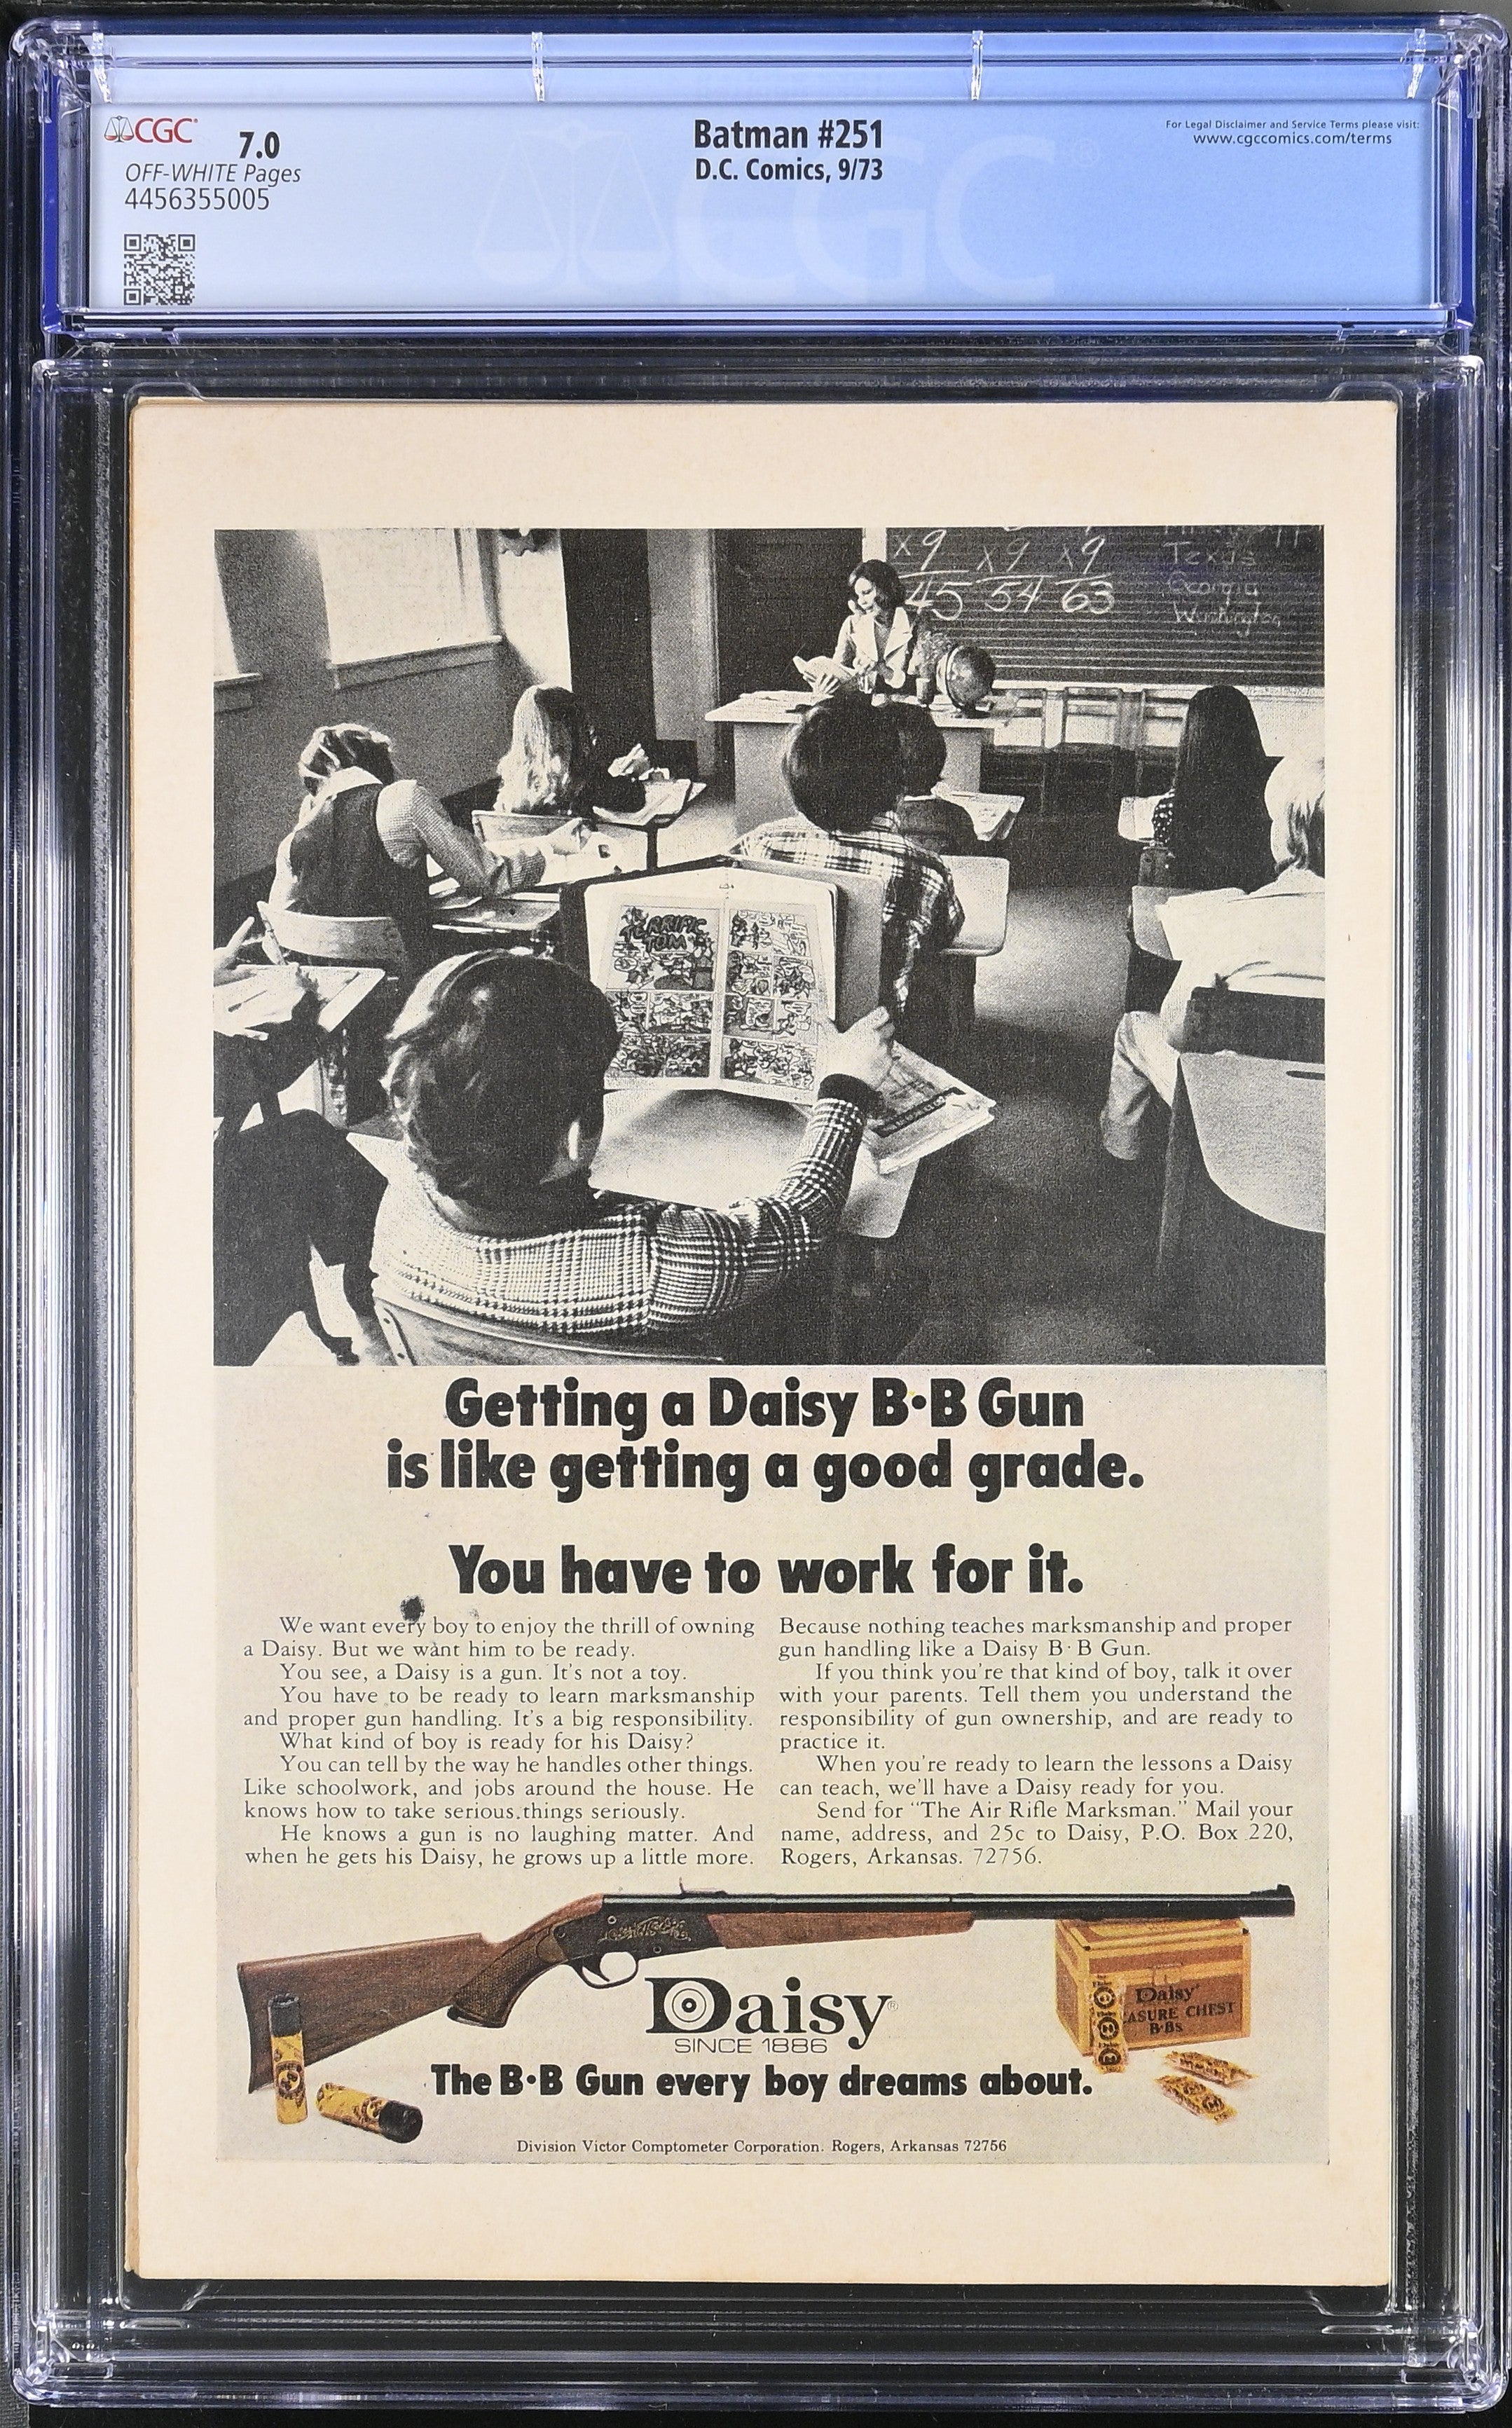 CGC
7.0
OFF-WHITE Pages
4456355005
Batman #251
D.C. Comics, 9/73
For Legal Disclaimer and Service Terms please visit:
www.cgccomics.com/terms
CGC
x9 x9 x9
45 54 63
Texas
Georgia
Washington
TERRIFIC
TOM
Getting a Daisy B·B Gun
is like getting a good grade.
You have to work for it.
We want every boy to enjoy the thrill of owning
a Daisy. But we want him to be ready.
You see, a Daisy is a gun. It's not a toy.
You have to be ready to learn marksmanship
and proper gun handling. It's a big responsibility.
What kind of boy is ready for his Daisy?
You can tell by the way he handles other things.
Like schoolwork, and jobs around the house. He
knows how to take serious things seriously.
He knows a gun is no laughing matter. And
when he gets his Daisy, he grows up a little more.
Because nothing teaches marksmanship and proper
gun handling like a Daisy B·B Gun.
If you think you're that kind of boy, talk it over
with your parents. Tell them you understand the
responsibility of gun ownership, and are ready to
practice it.
When you're ready to learn the lessons a Daisy
can teach, we'll have a Daisy ready for you.
Send for "The Air Rifle Marksman." Mail your
name, address, and 25c to Daisy, P.O. Box 220,
Rogers, Arkansas. 72756.
Daisy®
SINCE 1886
Daisy
ASURE CHEST
B·Bs
The B·B Gun every boy dreams about.
Division Victor Comptometer Corporation. Rogers, Arkansas 72756